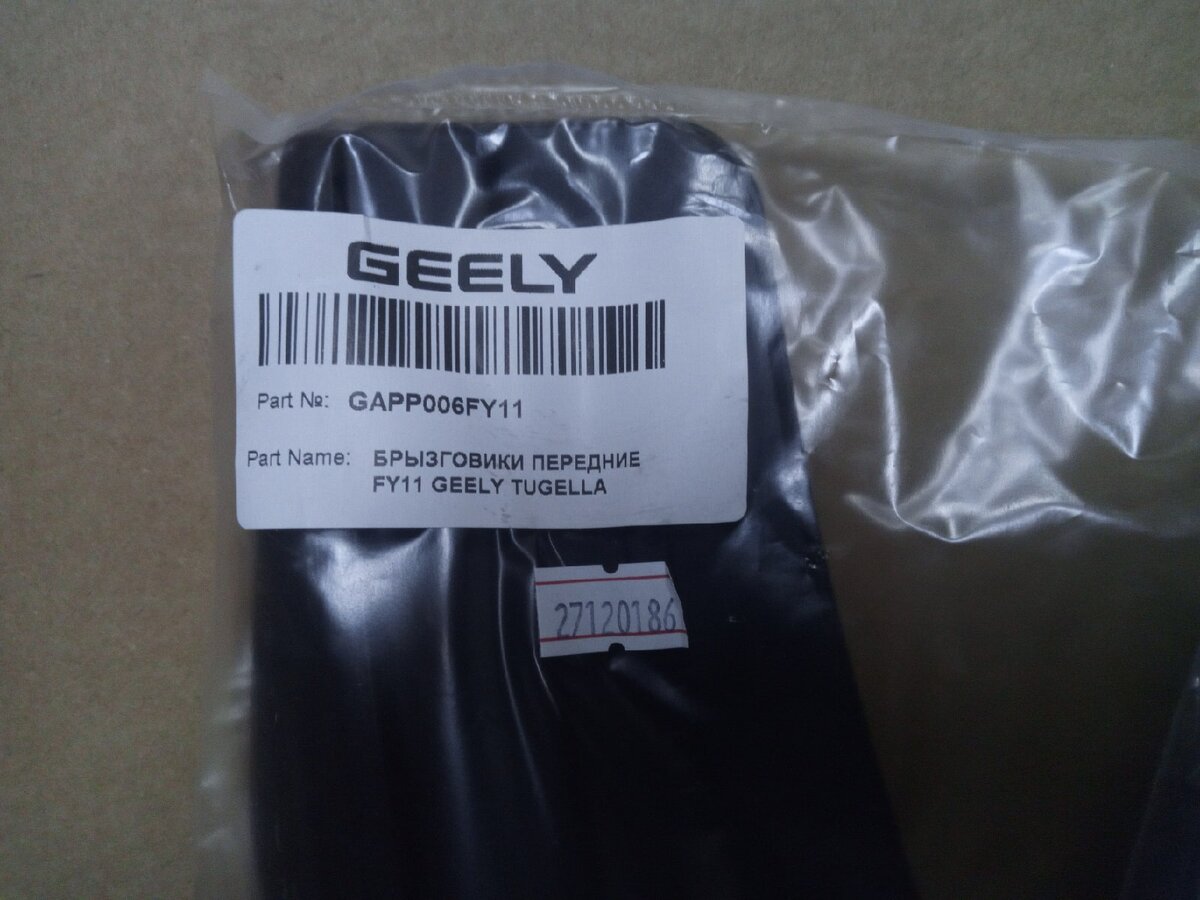 GEELY
Part №: GAPP006FY11
Part Name: БРЫЗГОВИКИ ПЕРЕДНИЕ
FY11 GEELY TUGELLA
27120186